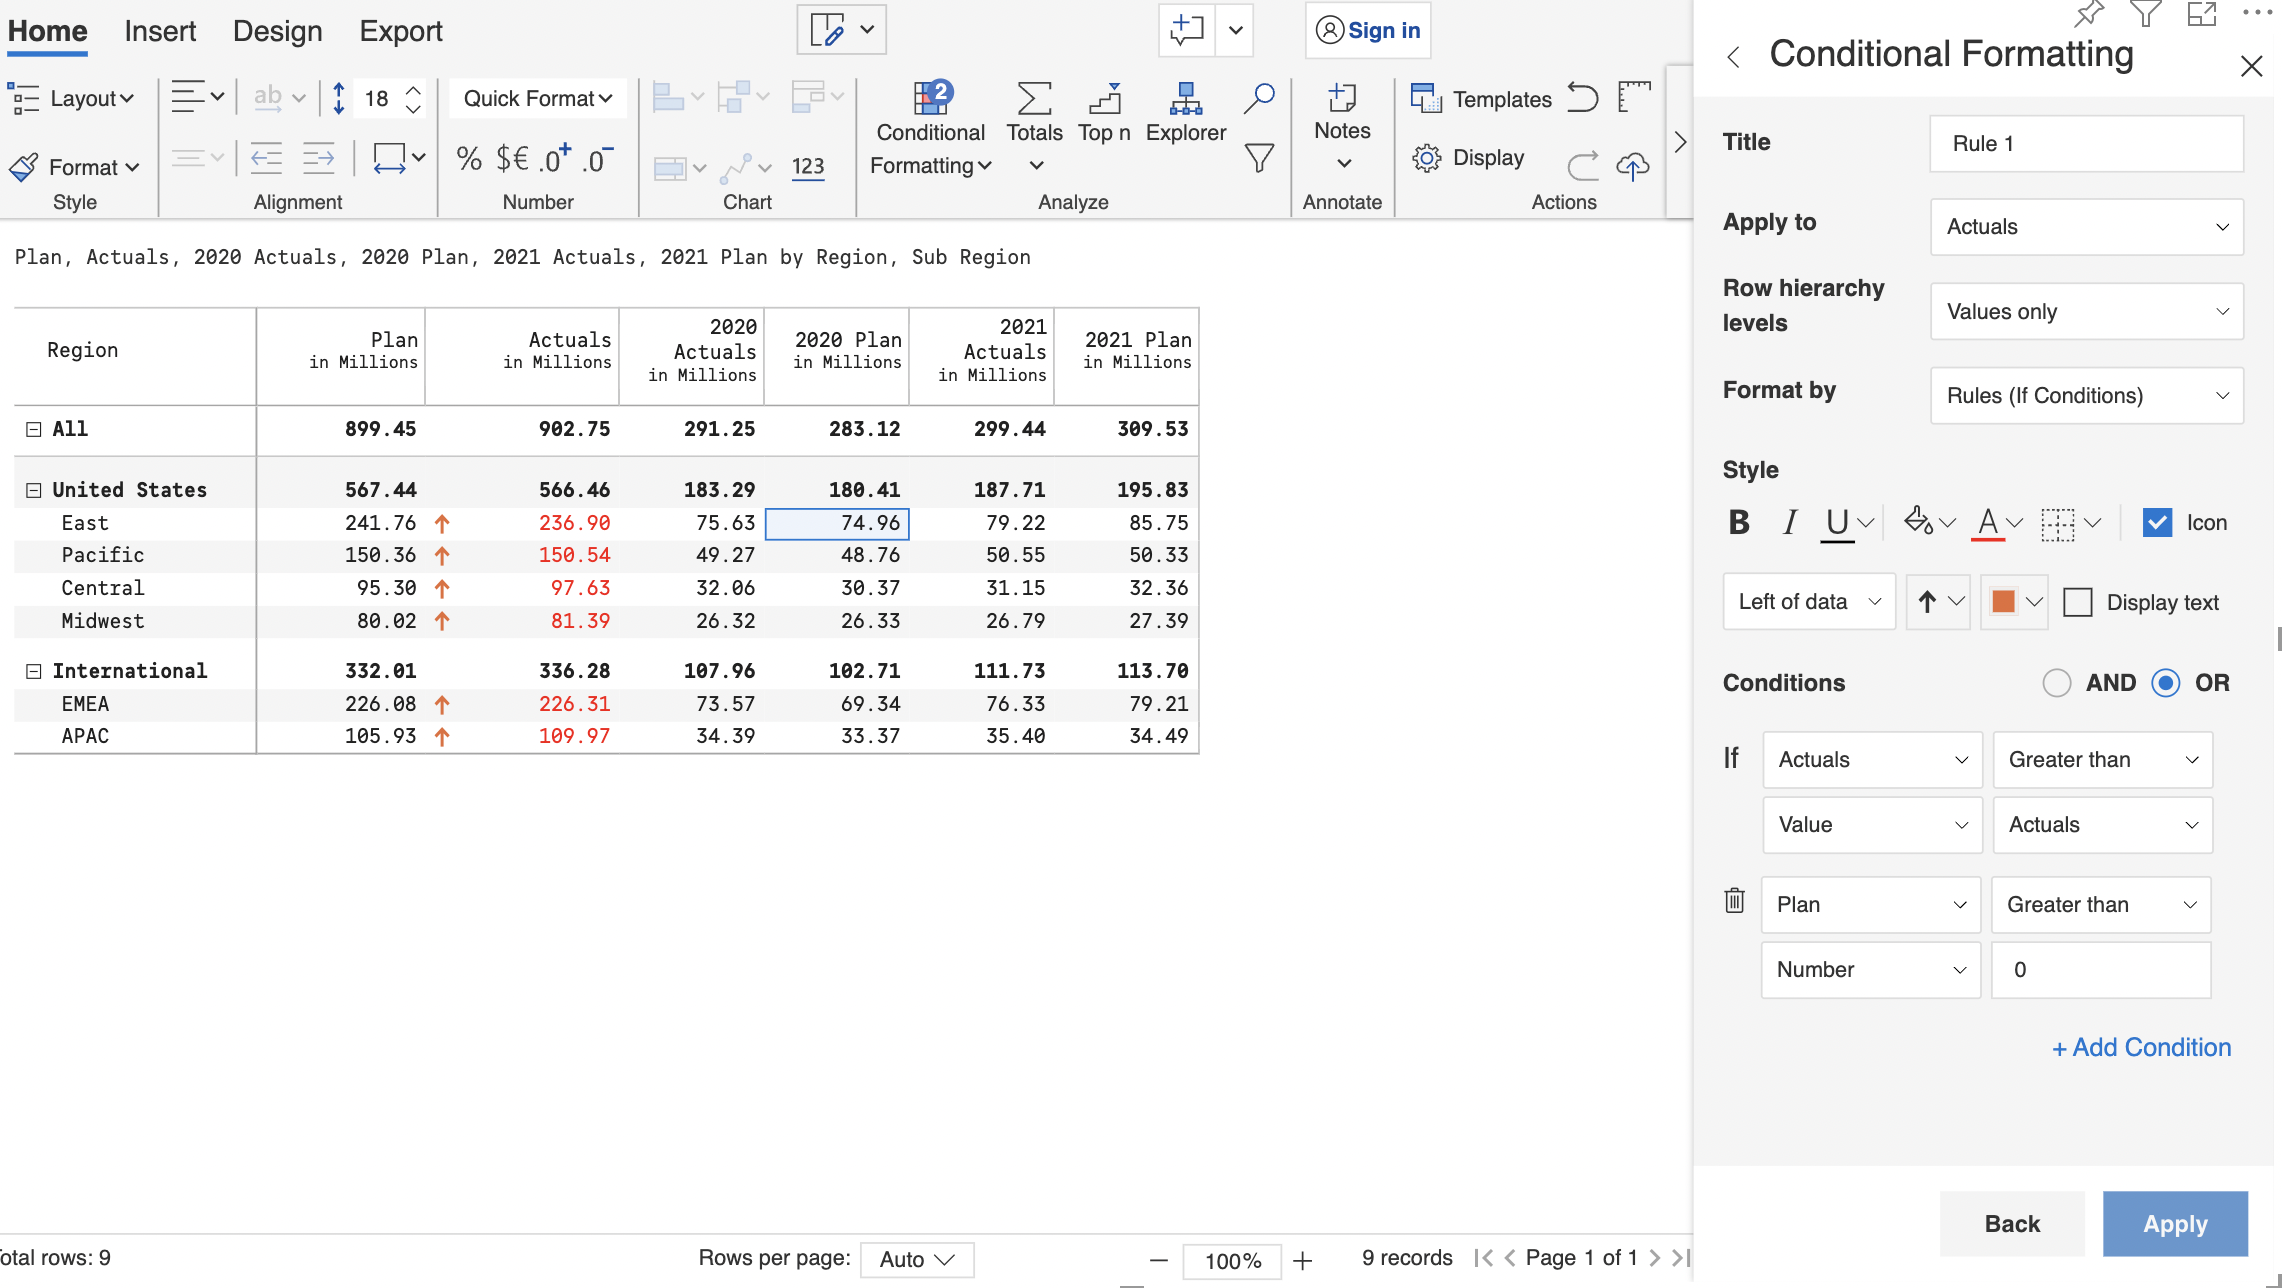 Home Insert Design Export
Sign in
Layout ab 18 Quick Format 2 Conditional Formatting Totals Top n Explorer Notes Templates
Format % $€ .0+ .0- 123 Display
Style Alignment Number Chart Analyze Annotate Actions
Plan, Actuals, 2020 Actuals, 2020 Plan, 2021 Actuals, 2021 Plan by Region, Sub Region
Region Plan in Millions Actuals in Millions 2020 Actuals in Millions 2020 Plan in Millions 2021 Actuals in Millions 2021 Plan in Millions
All 899.45 902.75 291.25 283.12 299.44 309.53
United States 567.44 566.46 183.29 180.41 187.71 195.83
East 241.76 236.90 75.63 74.96 79.22 85.75
Pacific 150.36 150.54 49.27 48.76 50.55 50.33
Central 95.30 97.63 32.06 30.37 31.15 32.36
Midwest 80.02 81.39 26.32 26.33 26.79 27.39
International 332.01 336.28 107.96 102.71 111.73 113.70
EMEA 226.08 226.31 73.57 69.34 76.33 79.21
APAC 105.93 109.97 34.39 33.37 35.40 34.49
otal rows: 9 Rows per page: Auto 100% 9 records Page 1 of 1
Conditional Formatting
Title Rule 1
Apply to Actuals
Row hierarchy levels Values only
Format by Rules (If Conditions)
Style
B I U A Icon
Left of data Display text
Conditions AND OR
If Actuals Greater than
Value Actuals
Plan Greater than
Number 0
+ Add Condition
Back Apply